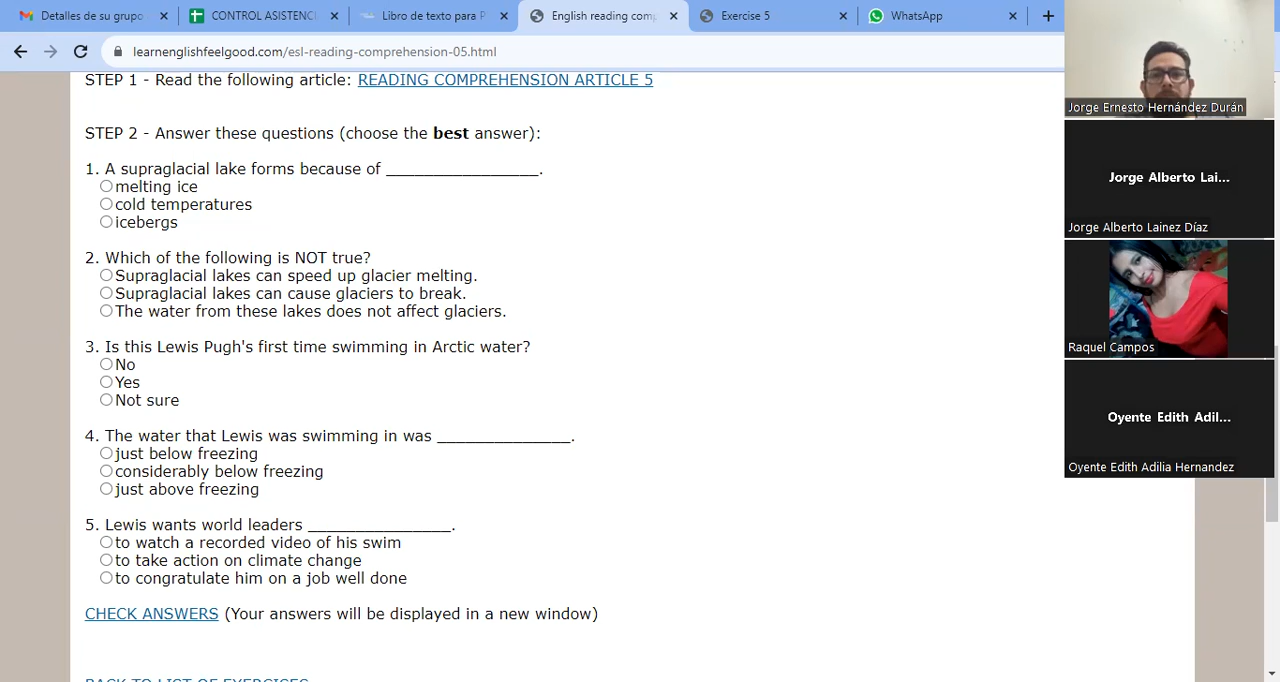 Detalles de su grupo
CONTROL ASISTENCI
Libro de texto para P
English reading comp
Exercise 5
WhatsApp
learnenglishfeelgood.com/esl-reading-comprehension-05.html
STEP 1 - Read the following article: READING COMPREHENSION ARTICLE 5
STEP 2 - Answer these questions (choose the best answer):
1. A supraglacial lake forms because of ________________.
melting ice
cold temperatures
icebergs
2. Which of the following is NOT true?
Supraglacial lakes can speed up glacier melting.
Supraglacial lakes can cause glaciers to break.
The water from these lakes does not affect glaciers.
3. Is this Lewis Pugh's first time swimming in Arctic water?
No
Yes
Not sure
4. The water that Lewis was swimming in was ______________.
just below freezing
considerably below freezing
just above freezing
5. Lewis wants world leaders _______________.
to watch a recorded video of his swim
to take action on climate change
to congratulate him on a job well done
CHECK ANSWERS (Your answers will be displayed in a new window)
BACK TO LIST OF EXERCISES
Jorge Ernesto Hernández Durán
Jorge Alberto Lai...
Jorge Alberto Lainez Díaz
Raquel Campos
Oyente Edith Adil...
Oyente Edith Adilia Hernandez